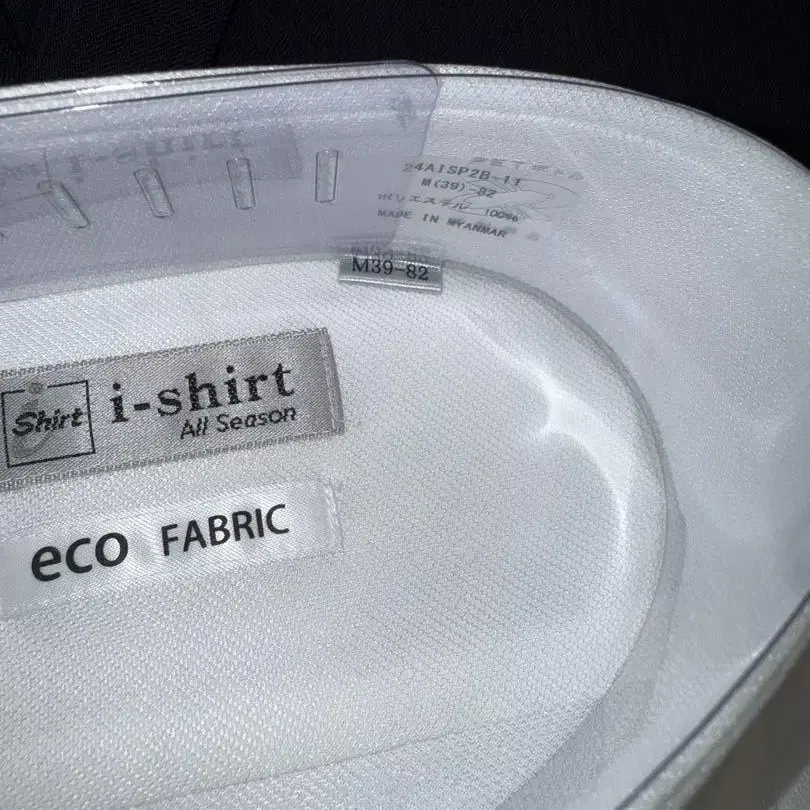 24AISP2B-11
M(39)-82
ポリエステル 100%
MADE IN MYANMAR
M39-82
Shirt
i-shirt
All Season
eco FABRIC